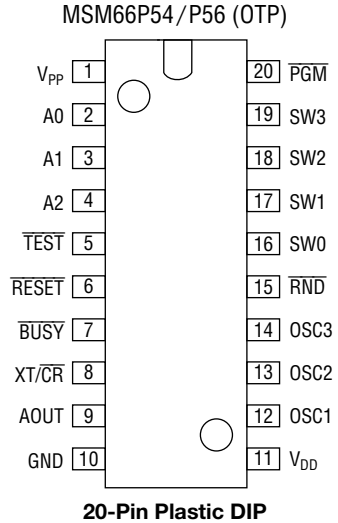 MSM66P54/P56 (OTP)
VPP 1 20 PGM
A0 2 19 SW3
A1 3 18 SW2
A2 4 17 SW1
TEST 5 16 SW0
RESET 6 15 RND
BUSY 7 14 OSC3
XT/CR 8 13 OSC2
AOUT 9 12 OSC1
GND 10 11 VDD
20-Pin Plastic DIP